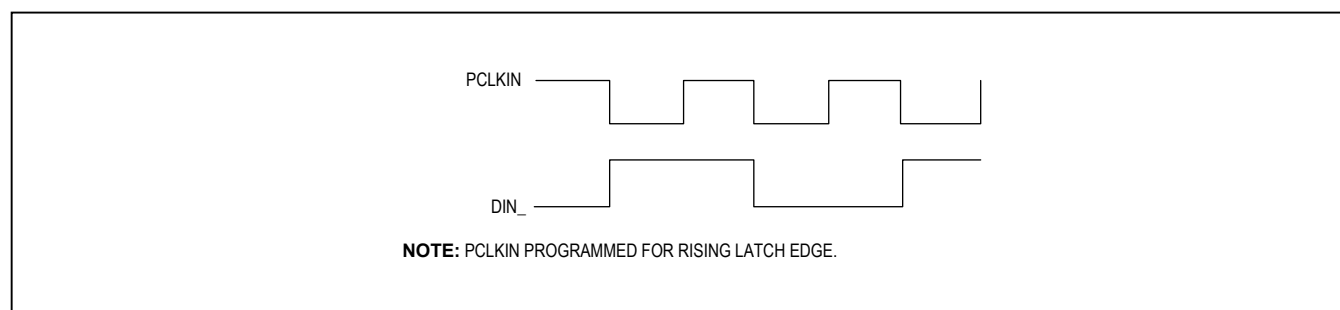 PCLKIN
DIN_
NOTE: PCLKIN PROGRAMMED FOR RISING LATCH EDGE.